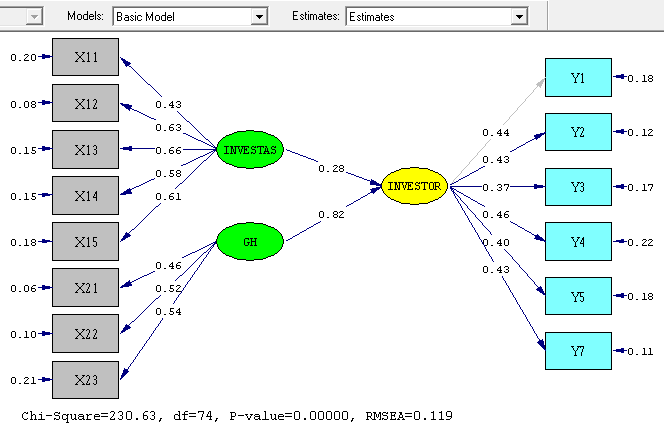 Models: Basic Model Estimates: Estimates
0.20 X11
0.08 X12
0.15 X13
0.15 X14
0.18 X15
0.06 X21
0.10 X22
0.21 X23
0.43
0.63
0.66
0.58
0.61
0.46
0.52
0.54
INVESTAS
GH
0.28
0.82
INVESTOR
0.44
0.43
0.37
0.46
0.40
0.43
Y1 0.18
Y2 0.12
Y3 0.17
Y4 0.22
Y5 0.18
Y7 0.11
Chi-Square=230.63, df=74, P-value=0.00000, RMSEA=0.119